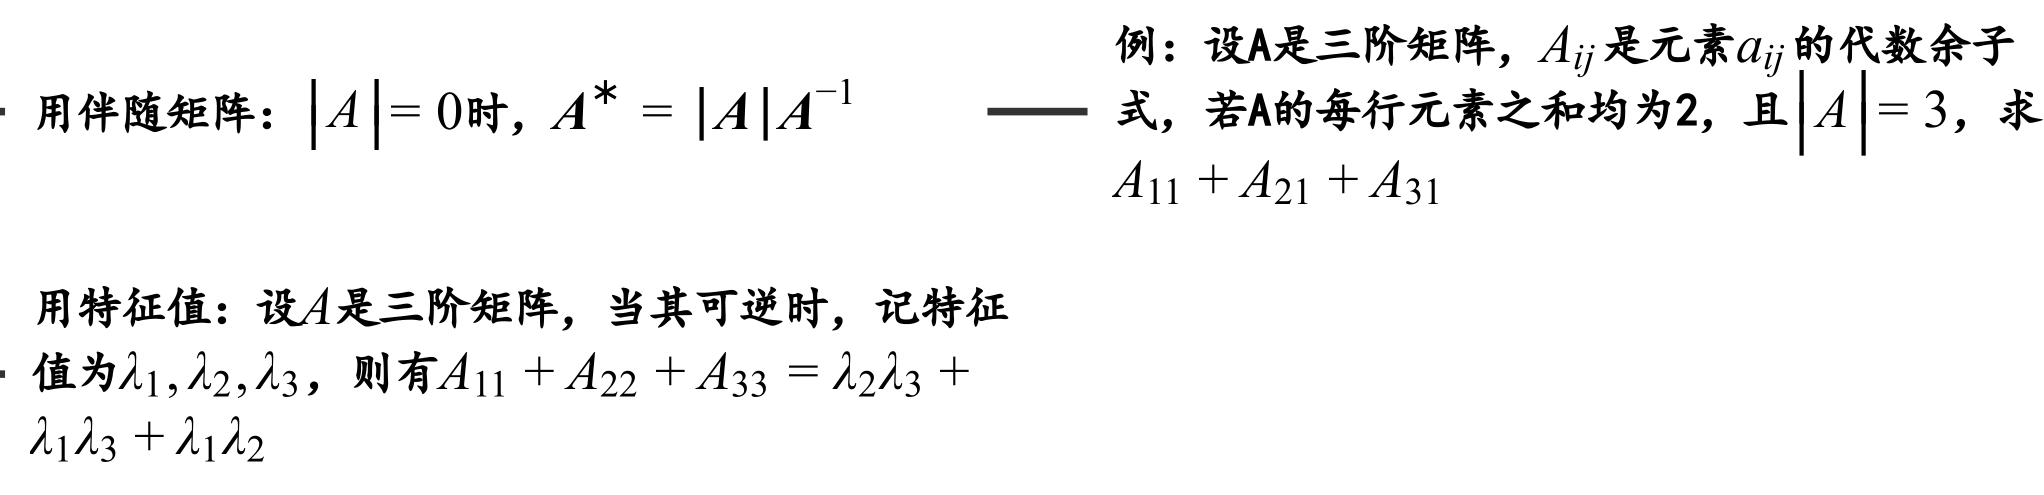 用伴随矩阵：|A| = 0时，A* = |A|A⁻¹
例：设A是三阶矩阵，Aᵢⱼ是元素aᵢⱼ的代数余子
式，若A的每行元素之和均为2，且|A| = 3，求
A₁₁ + A₂₁ + A₃₁
用特征值：设A是三阶矩阵，当其可逆时，记特征
值为λ₁, λ₂, λ₃，则有A₁₁ + A₂₂ + A₃₃ = λ₂λ₃ +
λ₁λ₃ + λ₁λ₂